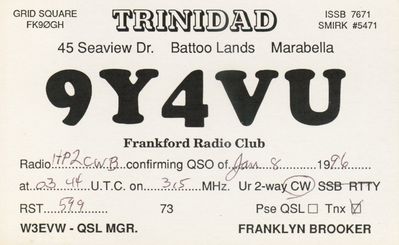 GRID SQUARE
FK9ØGH
TRINIDAD
ISSB 7671
SMIRK #5471
45 Seaview Dr. Battoo Lands Marabella
9Y4VU
Frankford Radio Club
Radio HP2CWB confirming QSO of Jan 8 1996
at 03 44 U.T.C. on 3.5 MHz. Ur 2-way CW SSB RTTY
RST 599 73 Pse QSL ☐ Tnx ☑
W3EVW - QSL MGR. FRANKLYN BROOKER